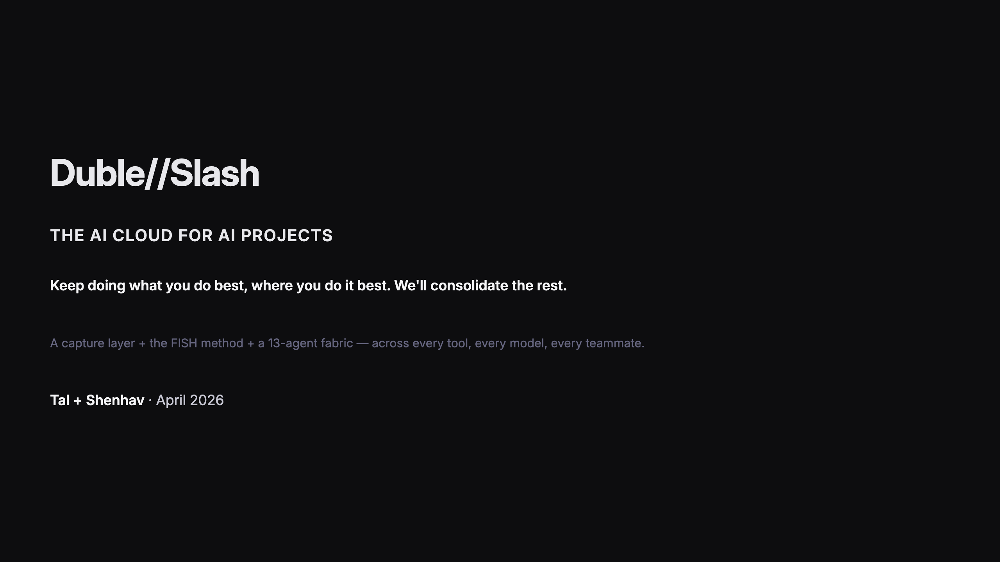 Duble//Slash
THE AI CLOUD FOR AI PROJECTS
Keep doing what you do best, where you do it best. We'll consolidate the rest.
A capture layer + the FISH method + a 13-agent fabric — across every tool, every model, every teammate.
Tal + Shenhav · April 2026